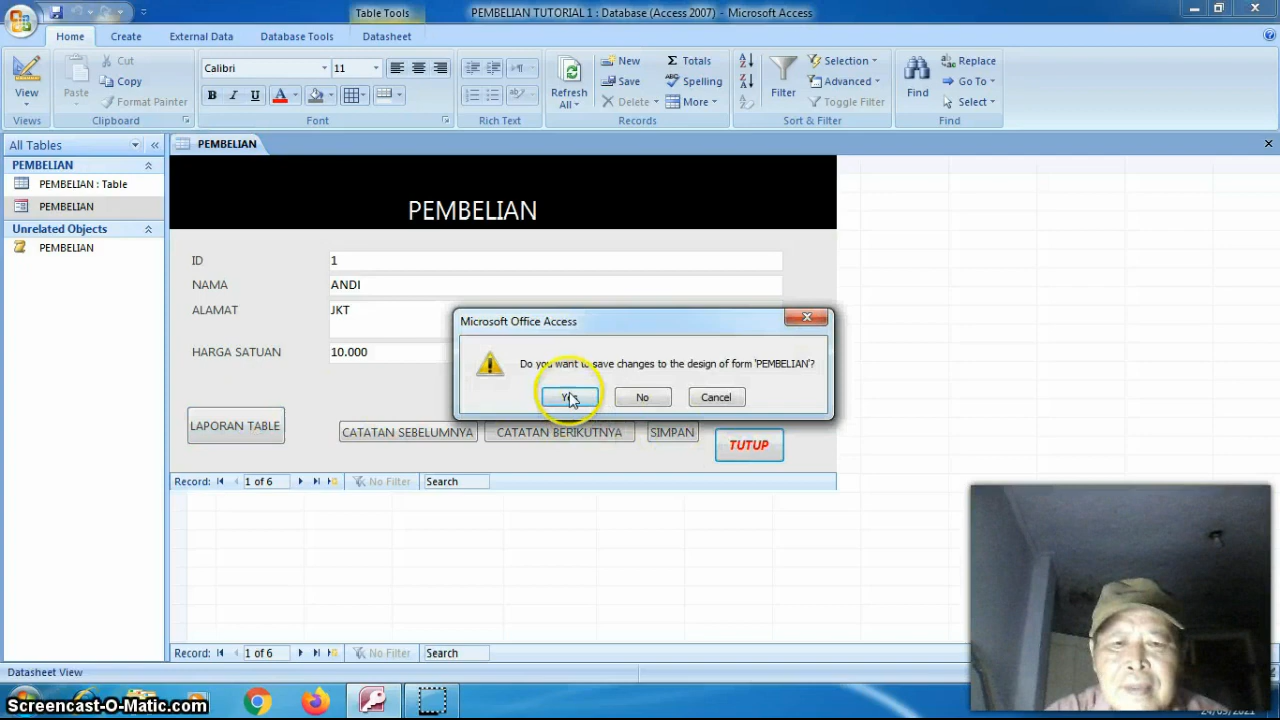 Table Tools
PEMBELIAN TUTORIAL 1 : Database (Access 2007) - Microsoft Access
Home Create External Data Database Tools Datasheet
View
Views
Paste
Cut
Copy
Format Painter
Clipboard
Calibri 11
B I U A
Font
Rich Text
Refresh All
New
Save
Delete
Totals
Spelling
More
Records
Filter
Selection
Advanced
Toggle Filter
Sort & Filter
Find
Replace
Go To
Select
Find
All Tables
PEMBELIAN
PEMBELIAN : Table
PEMBELIAN
Unrelated Objects
PEMBELIAN
PEMBELIAN
PEMBELIAN
ID 1
NAMA ANDI
ALAMAT JKT
HARGA SATUAN 10.000
Microsoft Office Access
Do you want to save changes to the design of form 'PEMBELIAN'?
No Cancel
LAPORAN TABLE
CATATAN SEBELUMNYA
CATATAN BERIKUTNYA
SIMPAN
TUTUP
Record: 1 of 6 No Filter Search
Record: 1 of 6 No Filter Search
Datasheet View
Screencast-O-Matic.com